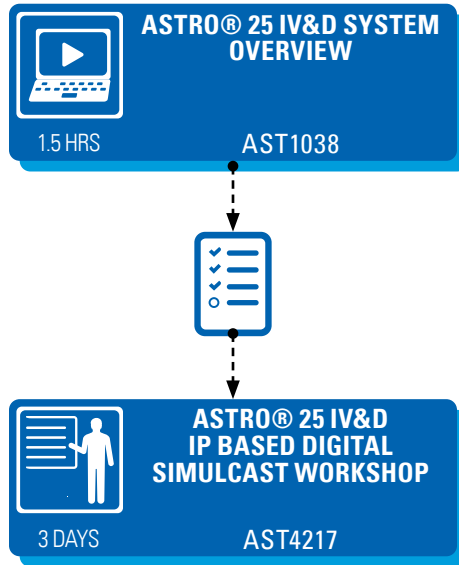 ASTRO® 25 IV&D SYSTEM
OVERVIEW
1.5 HRS
AST1038
ASTRO® 25 IV&D
IP BASED DIGITAL
SIMULCAST WORKSHOP
3 DAYS
AST4217